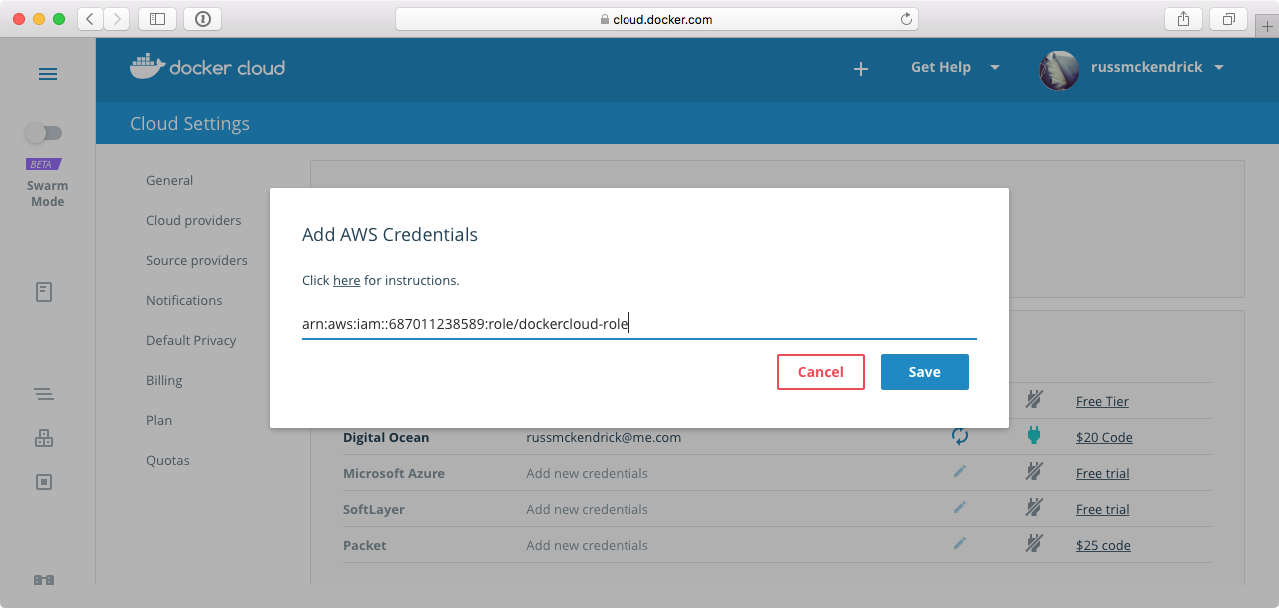 cloud.docker.com
docker cloud
Get Help
russmckendrick
Cloud Settings
BETA
Swarm
Mode
General
Cloud providers
Source providers
Notifications
Default Privacy
Billing
Plan
Quotas
Add AWS Credentials
Click here for instructions.
arn:aws:iam::687011238589:role/dockercloud-role
Cancel
Save
Free Tier
Digital Ocean russmckendrick@me.com $20 Code
Microsoft Azure Add new credentials Free trial
SoftLayer Add new credentials Free trial
Packet Add new credentials $25 code